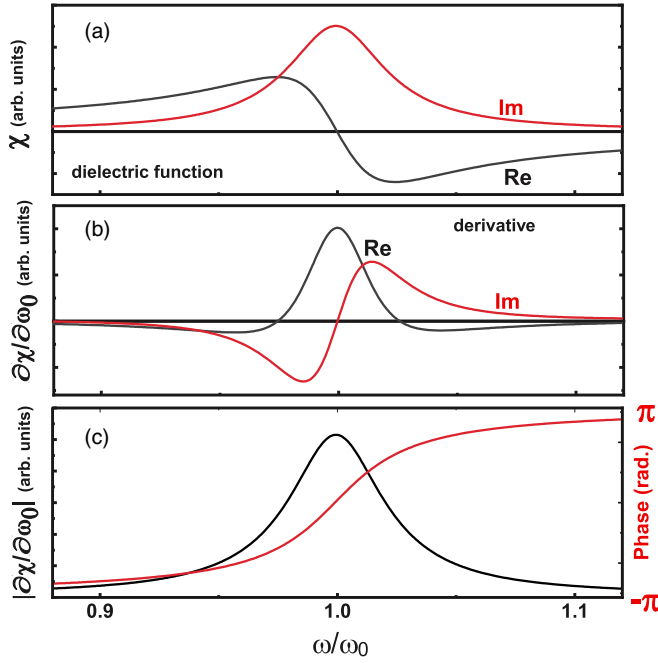 (a)
χ (arb. units)
Im
dielectric function
Re
(b)
derivative
Re
Im
∂χ/∂ω0 (arb. units)
(c)
|∂χ/∂ω0| (arb. units)
π
Phase (rad.)
-π
0.9
1.0
1.1
ω/ω0